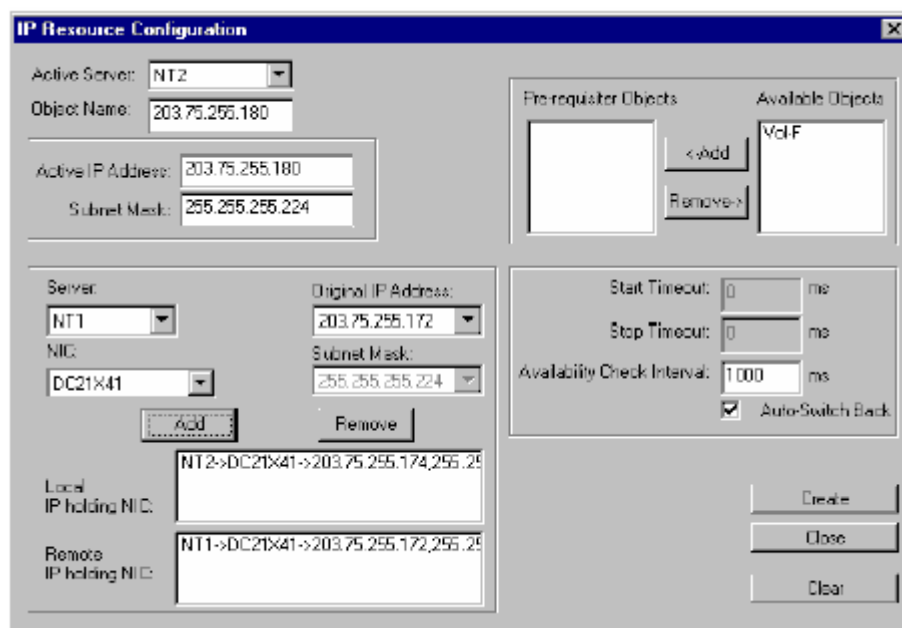 IP Resource Configuration
Active Server: NT2
Object Name: 203.75.255.180
Active IP Address: 203.75.255.180
Subnet Mask: 255.255.255.224
Pre-requisiter Objects
Available Objects
Vol-F
<-Add
Remove->
Server:
NT1
Original IP Address:
203.75.255.172
NIC:
DC21X41
Subnet Mask:
255.255.255.224
Add
Remove
Local
IP holding NIC:
NT2->DC21X41->203.75.255.174,255.25
Remote
IP holding NIC:
NT1->DC21X41->203.75.255.172,255.25
Start Timeout: 0 ms
Stop Timeout: 0 ms
Availability Check Interval: 1000 ms
Auto-Switch Back
Create
Close
Clear